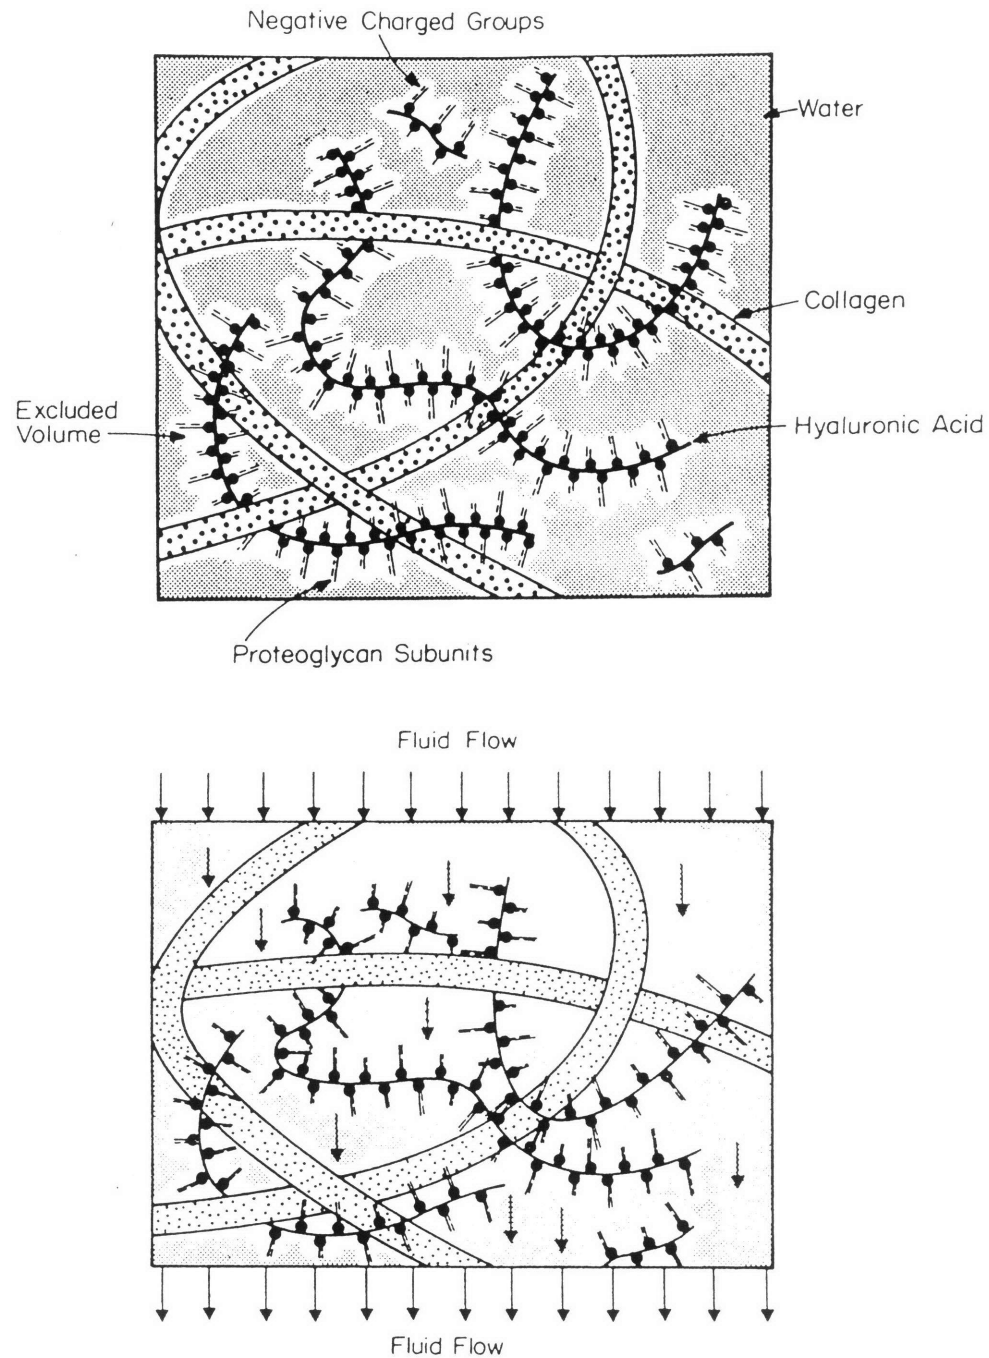 Negative Charged Groups
Water
Collagen
Excluded
Volume
Hyaluronic Acid
Proteoglycan Subunits
Fluid Flow
Fluid Flow